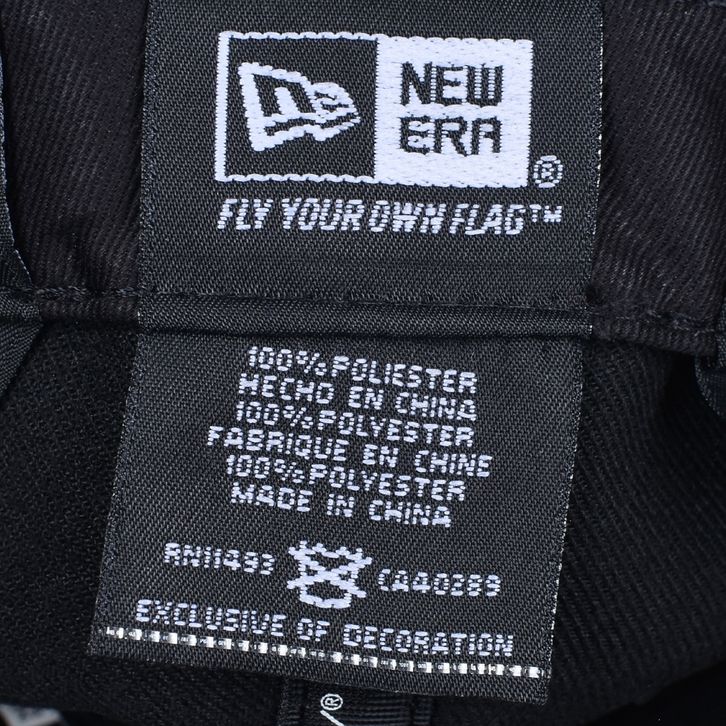 NEW
ERA
®
FLY YOUR OWN FLAG™
100%POLIESTER
HECHO EN CHINA
100%POLYESTER
FABRIQUE EN CHINE
100%POLYESTER
MADE IN CHINA
RN11493 CA40389
EXCLUSIVE OF DECORATION
®